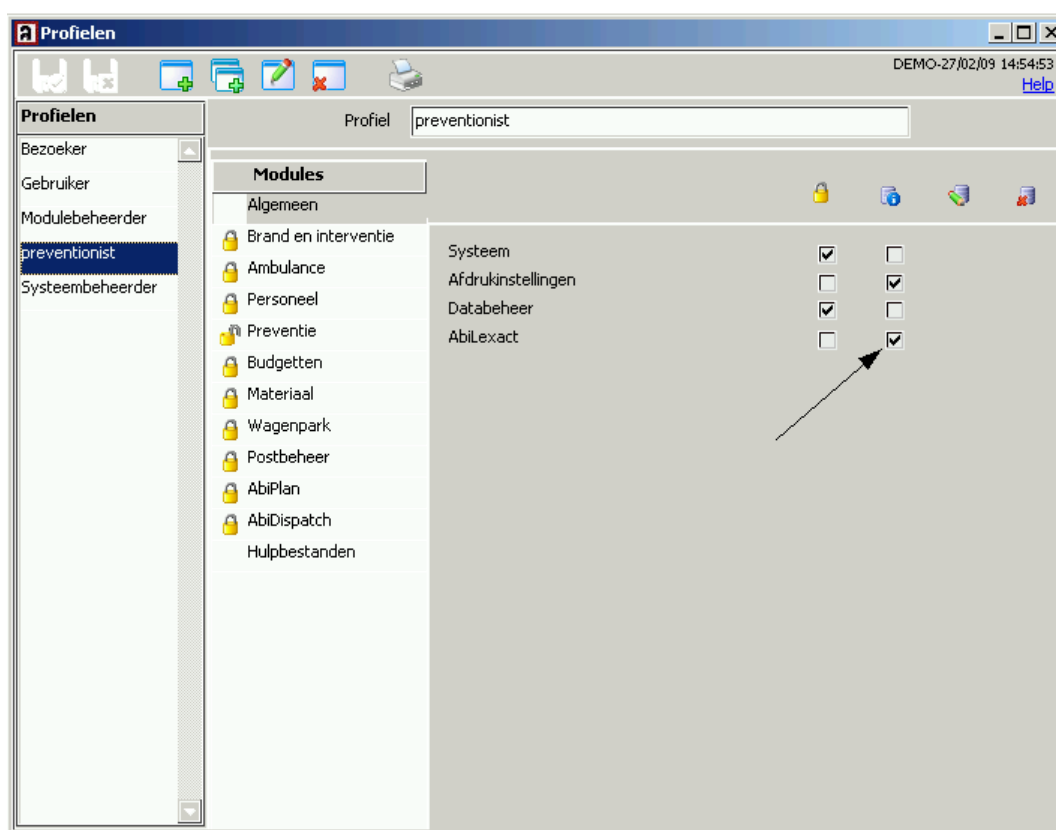 Profielen
DEMO-27/02/09 14:54:53
Help
Profielen
Bezoeker
Gebruiker
Modulebeheerder
preventionist
Systeembeheerder
Profiel preventionist
Modules
Algemeen
Brand en interventie
Ambulance
Personeel
Preventie
Budgetten
Materiaal
Wagenpark
Postbeheer
AbiPlan
AbiDispatch
Hulpbestanden
Systeem
Afdrukinstellingen
Databeheer
AbiLexact